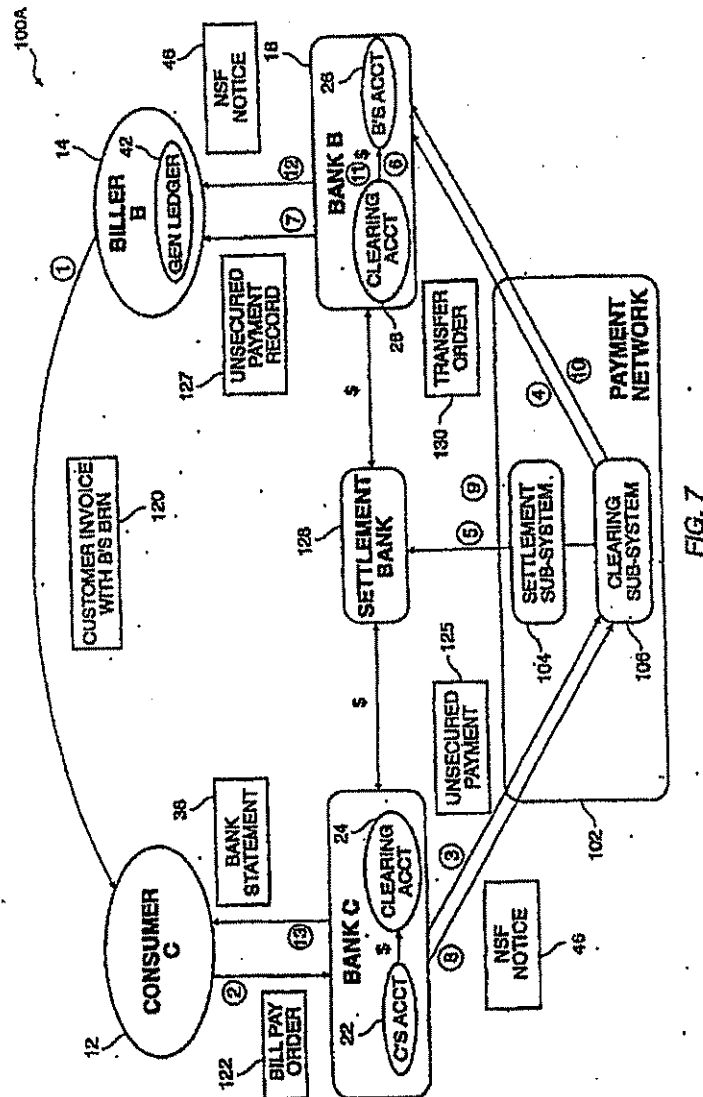 100A
CONSUMER
C
12
BILLER
B
14
42
GEN LEDGER
①
CUSTOMER INVOICE
WITH B'S BRN
120
②
⑬
BILL PAY
ORDER
122
BANK
STATEMENT
38
⑦
⑫
UNSECURED
PAYMENT
RECORD
127
NSF
NOTICE
46
BANK C
22
C'S ACCT
$
24
CLEARING
ACCT
$
SETTLEMENT
BANK
128
$
BANK B
18
CLEARING
ACCT
28
⑪$
⑥
26
B'S ACCT
⑧
③
NSF
NOTICE
46
UNSECURED
PAYMENT
125
⑤
⑨
TRANSFER
ORDER
130
④
⑩
SETTLEMENT
SUB-SYSTEM
104
CLEARING
SUB-SYSTEM
106
PAYMENT
NETWORK
102
FIG. 7